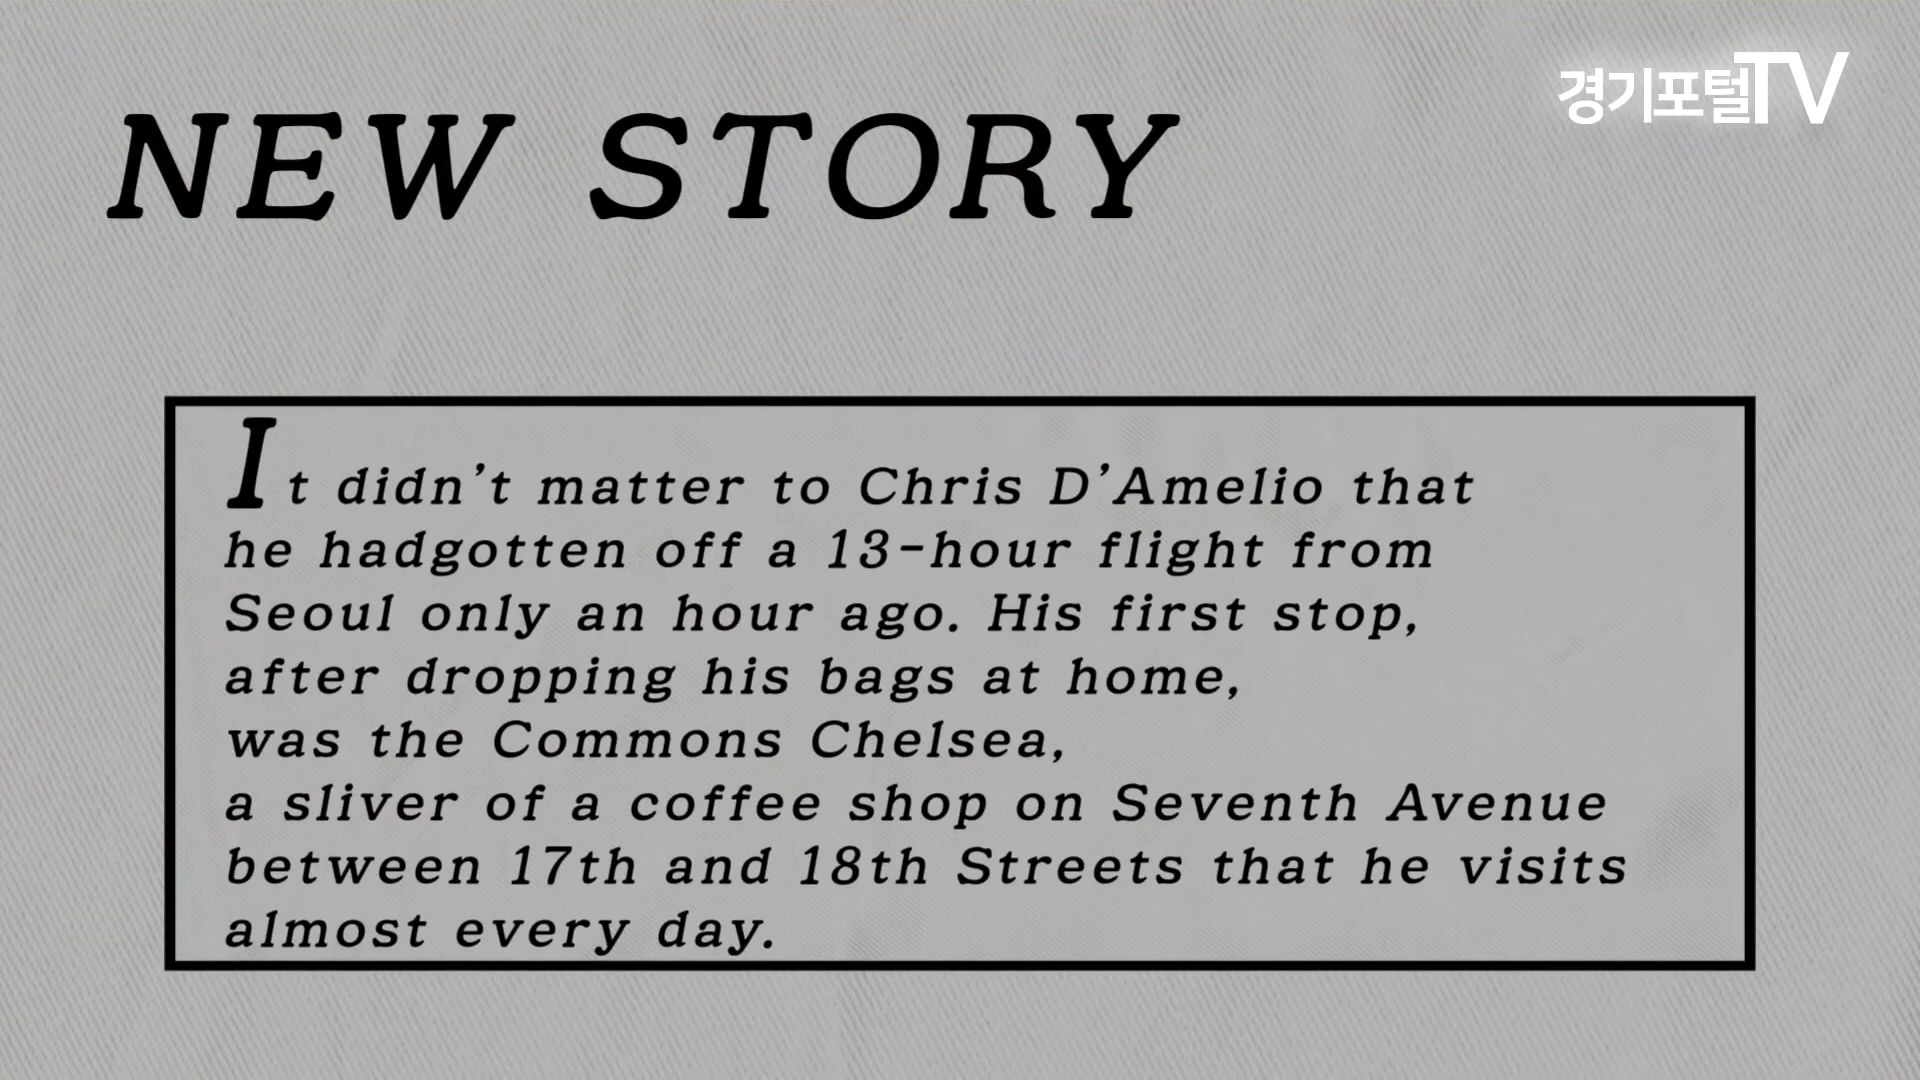 경기포털TV
NEW STORY
It didn't matter to Chris D'Amelio that
he hadgotten off a 13-hour flight from
Seoul only an hour ago. His first stop,
after dropping his bags at home,
was the Commons Chelsea,
a sliver of a coffee shop on Seventh Avenue
between 17th and 18th Streets that he visits
almost every day.